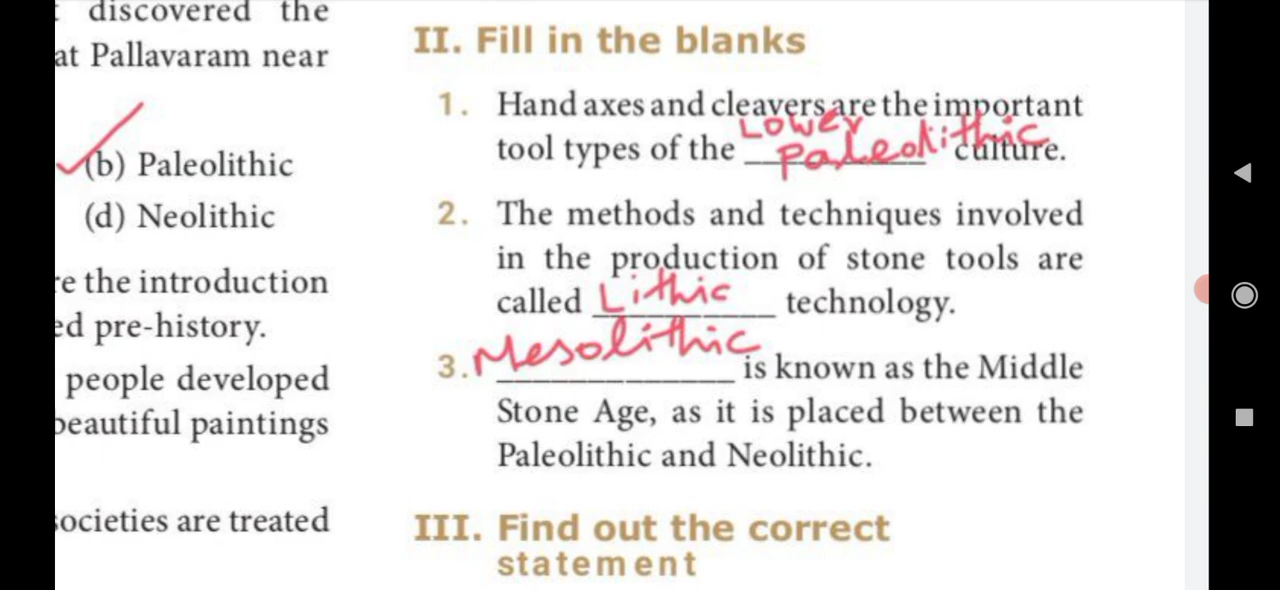 discovered the
at Pallavaram near
(b) Paleolithic
(d) Neolithic
re the introduction
ed pre-history.
people developed
beautiful paintings
societies are treated
II. Fill in the blanks
1. Hand axes and cleavers are the important
Lower
tool types of the Paleolithic culture.
2. The methods and techniques involved
in the production of stone tools are
called Lithic technology.
3. Mesolithic is known as the Middle
Stone Age, as it is placed between the
Paleolithic and Neolithic.
III. Find out the correct
statement